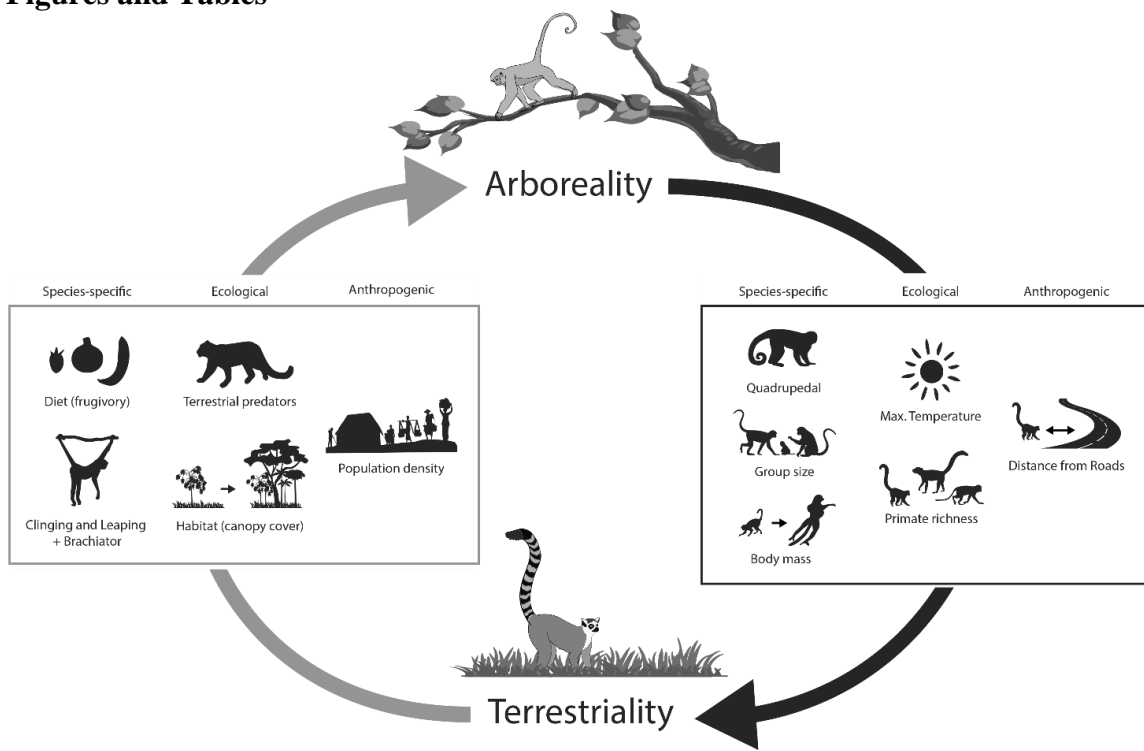 Figures and Tables
Arboreality
Species-specific
Ecological
Anthropogenic
Diet (frugivory)
Terrestrial predators
Population density
Clinging and Leaping
+ Brachiator
Habitat (canopy cover)
Species-specific
Ecological
Anthropogenic
Quadrupedal
Max. Temperature
Group size
Distance from Roads
Primate richness
Body mass
Terrestriality